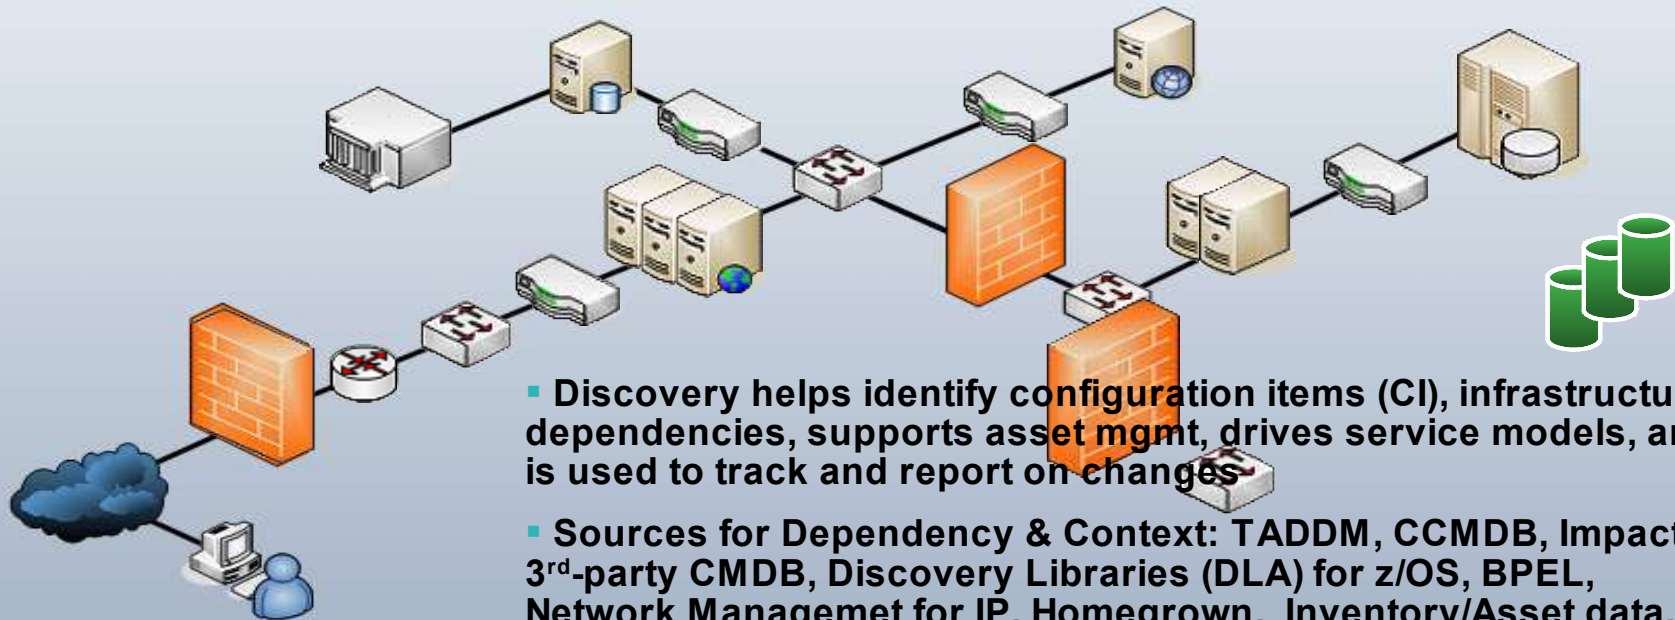 ▪ Discovery helps identify configuration items (CI), infrastructu
dependencies, supports asset mgmt, drives service models, an
is used to track and report on changes
▪ Sources for Dependency & Context: TADDM, CCMDB, Impact
3rd-party CMDB, Discovery Libraries (DLA) for z/OS, BPEL,
Network Managemet for IP, Homegrown, Inventory/Asset data,